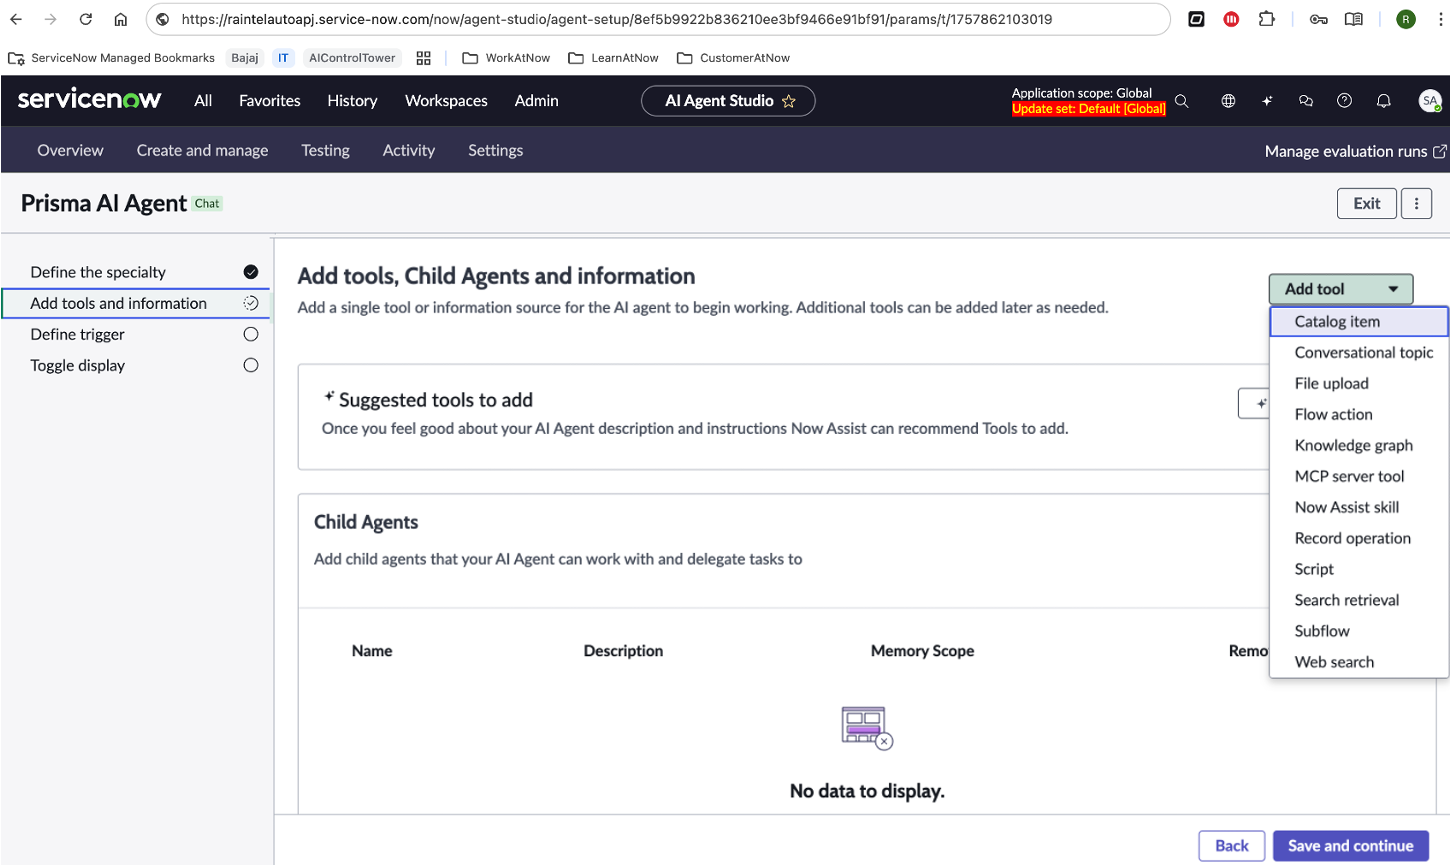 https://raintelautoapj.service-now.com/now/agent-studio/agent-setup/8ef5b9922b836210ee3bf9466e91bf91/params/t/1757862103019
R
ServiceNow Managed Bookmarks Bajaj IT AIControlTower WorkAtNow LearnAtNow CustomerAtNow
servicenow All Favorites History Workspaces Admin AI Agent Studio
Application scope: Global
Update set: Default [Global]
SA
Overview Create and manage Testing Activity Settings Manage evaluation runs
Prisma AI Agent Chat Exit
Define the specialty
Add tools and information
Define trigger
Toggle display
Add tools, Child Agents and information
Add a single tool or information source for the AI agent to begin working. Additional tools can be added later as needed.
Add tool
Catalog item
Conversational topic
File upload
Flow action
Knowledge graph
MCP server tool
Now Assist skill
Record operation
Script
Search retrieval
Subflow
Web search
Suggested tools to add
Once you feel good about your AI Agent description and instructions Now Assist can recommend Tools to add.
Child Agents
Add child agents that your AI Agent can work with and delegate tasks to
Name Description Memory Scope Remo
No data to display.
Back Save and continue